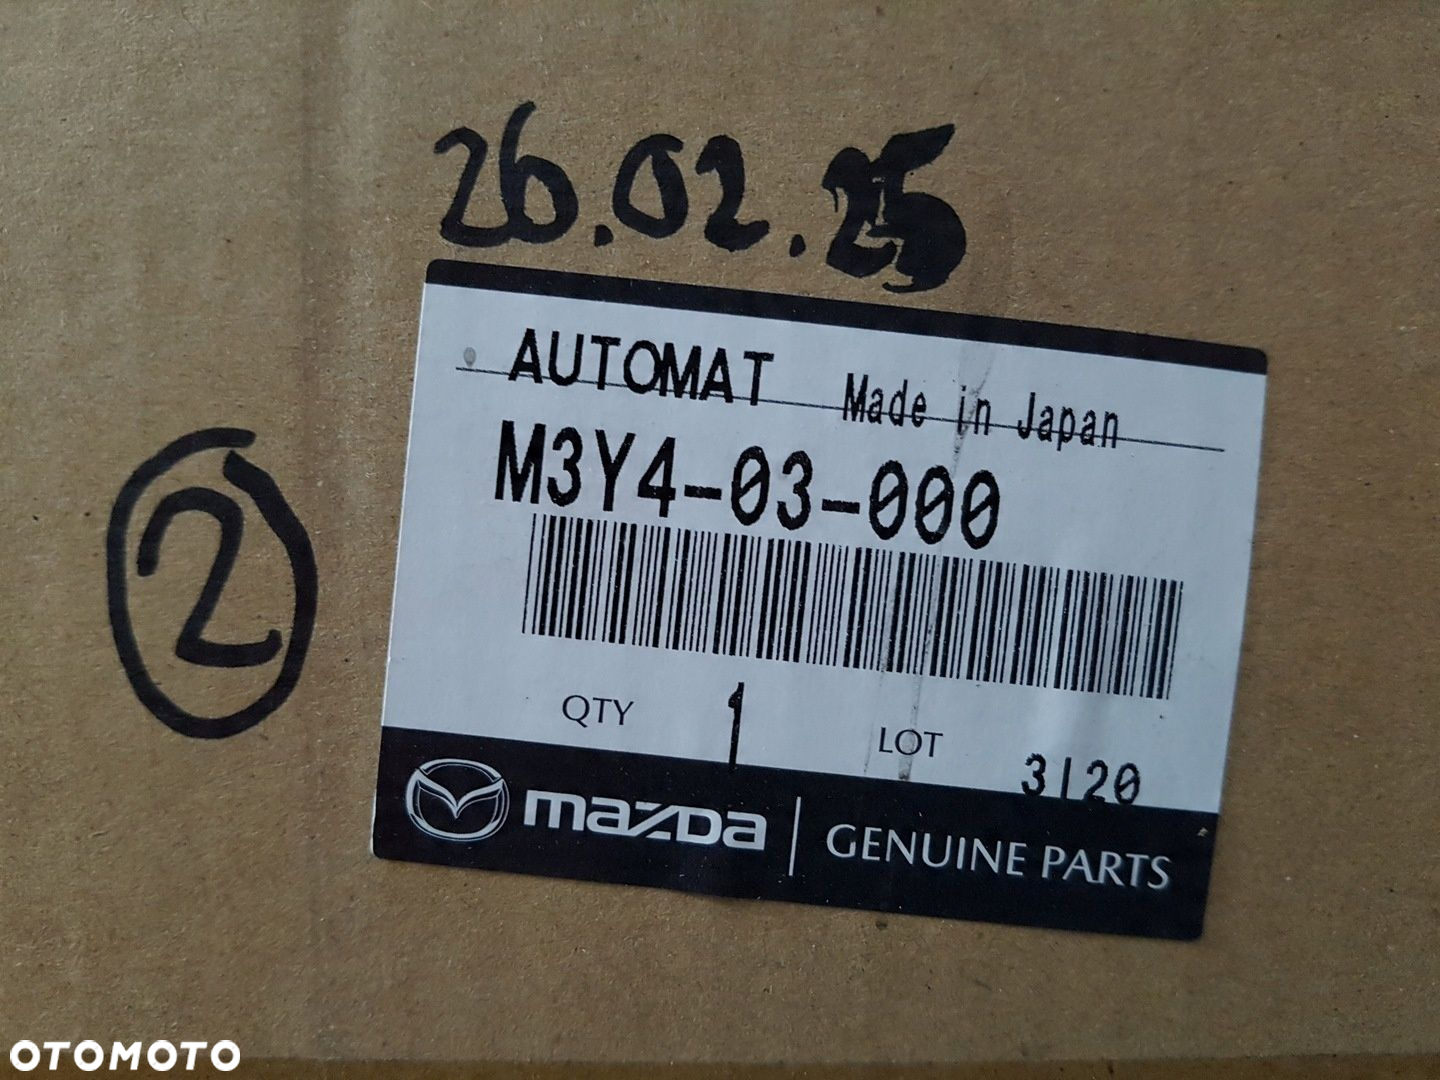 26.02.25
AUTOMAT Made in Japan
M3Y4-03-000
2
QTY 1 LOT 3120
mazda GENUINE PARTS
OTOMOTO